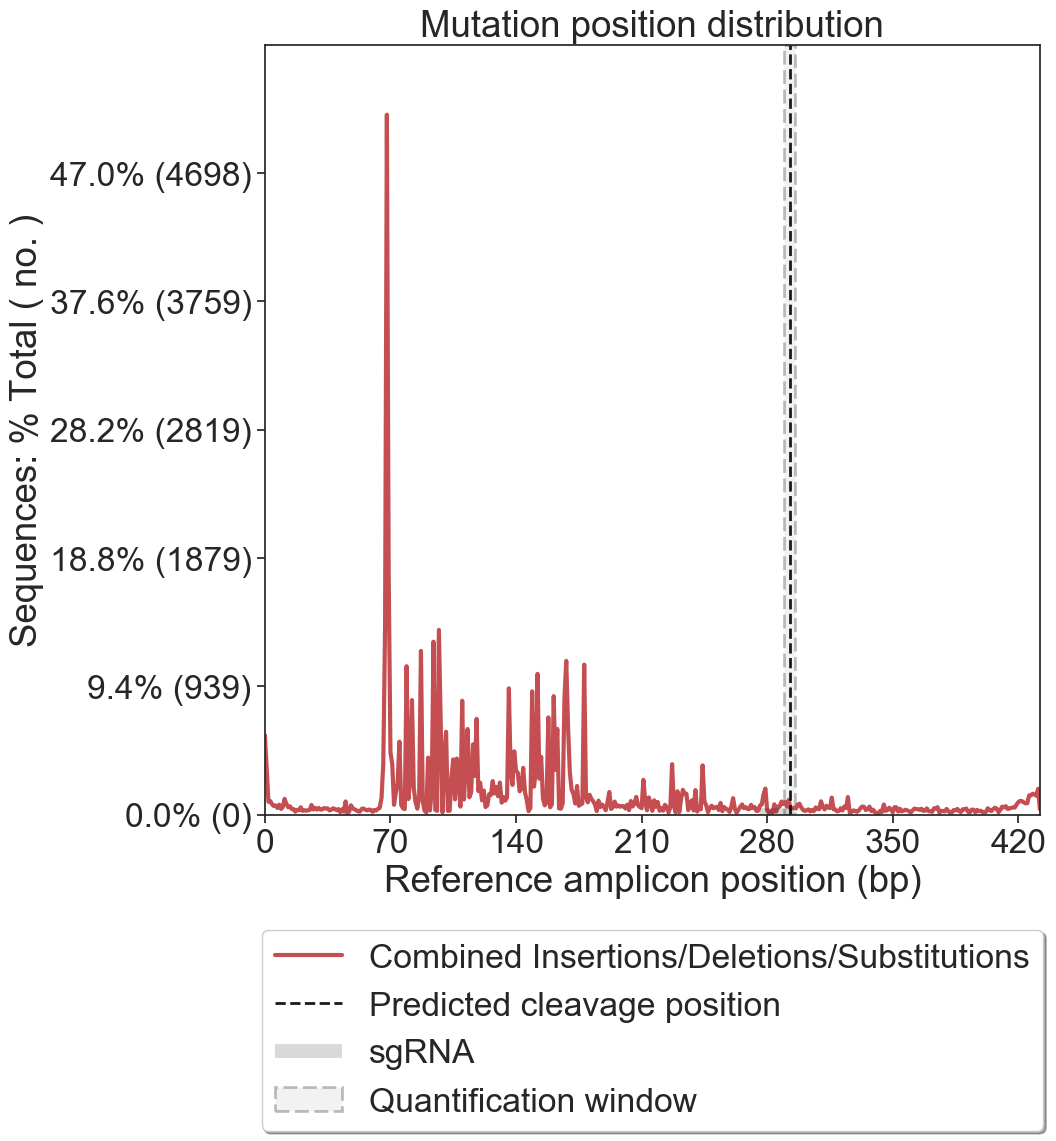 Mutation position distribution
Sequences: % Total ( no. )
47.0% (4698)
37.6% (3759)
28.2% (2819)
18.8% (1879)
9.4% (939)
0.0% (0)
0 70 140 210 280 350 420
Reference amplicon position (bp)
Combined Insertions/Deletions/Substitutions
Predicted cleavage position
sgRNA
Quantification window